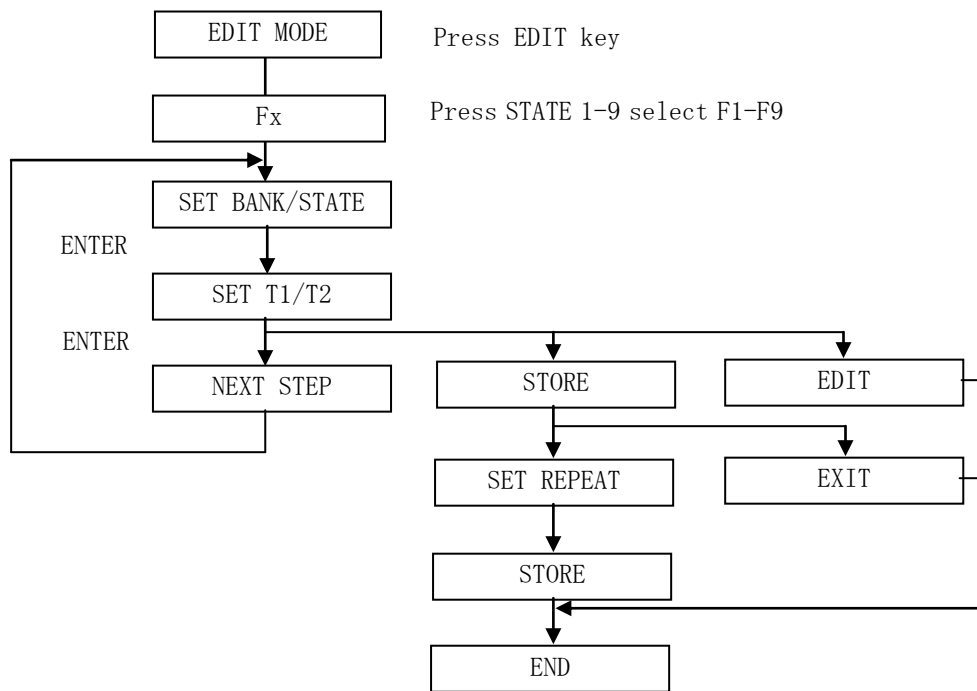 EDIT MODE
Press EDIT key
Fx
Press STATE 1-9 select F1-F9
SET BANK/STATE
ENTER
SET T1/T2
ENTER
NEXT STEP
STORE
EDIT
SET REPEAT
EXIT
STORE
END